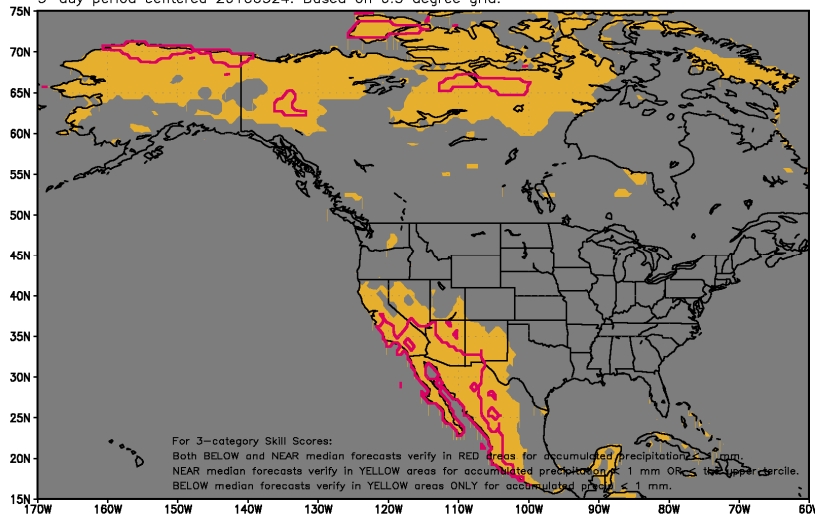 day period centered Based on 0.5 degree grid.
75N
70N
65N
60N
55N
50N
45N
40N
35N
30N
25N
20N
15N
For 3-category Skill Scores:
Both BELOW and NEAR median forecasts verify in RED areas for accumulated precipitation < 1 mm.
NEAR median forecasts verify in YELLOW areas for accumulated precipitation < 1 mm OR < the upper tercile.
BELOW median forecasts verify in YELLOW areas ONLY for accumulated precip < 1 mm.
170W 160W 150W 140W 130W 120W 110W 100W 90W 80W 70W